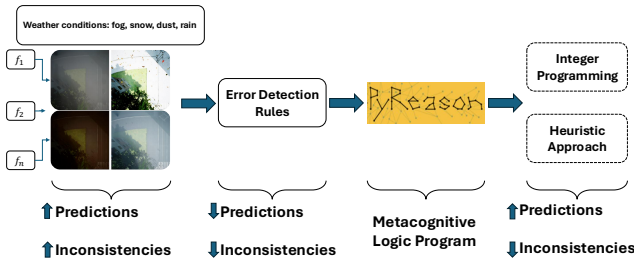 Weather conditions: fog, snow, dust, rain
f1
f2
fn
Error Detection
Rules
PyReason
Integer
Programming
Heuristic
Approach
Predictions
Inconsistencies
Predictions
Inconsistencies
Metacognitive
Logic Program
Predictions
Inconsistencies